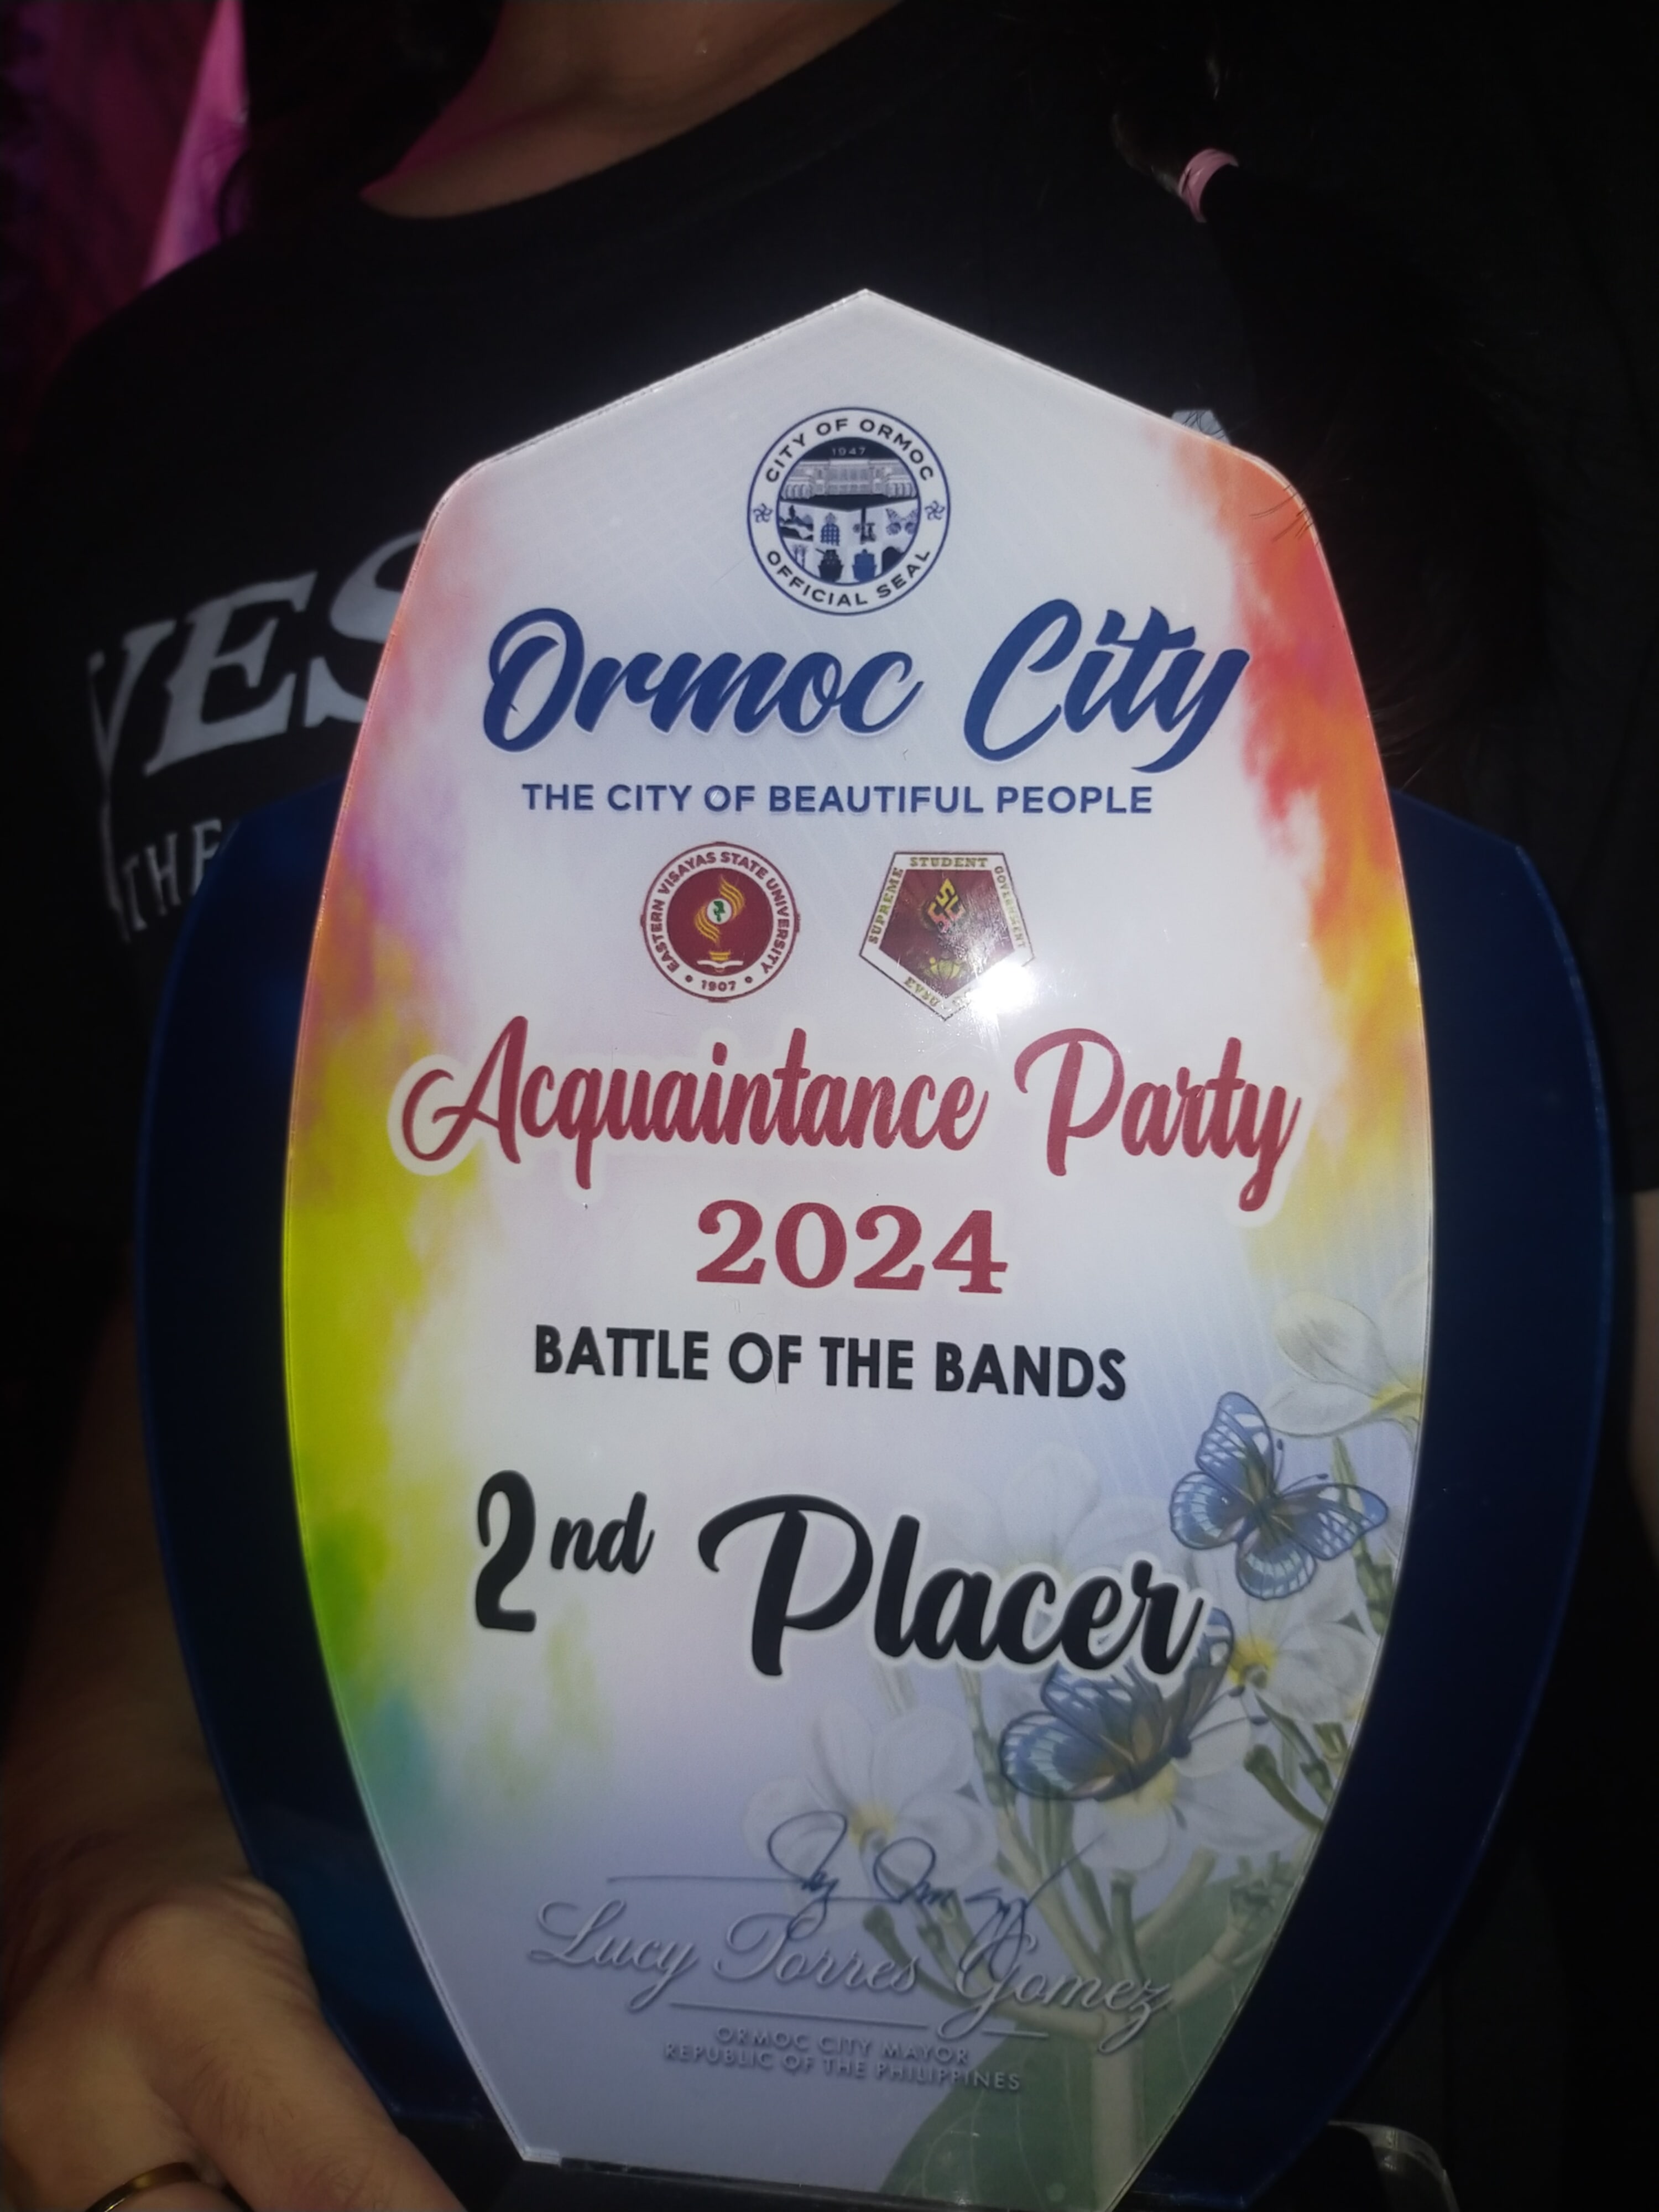 CITY OF ORMOC
1947
OFFICIAL SEAL
Ormoc City
THE CITY OF BEAUTIFUL PEOPLE
EASTERN VISAYAS STATE UNIVERSITY
1907
SUPREME STUDENT GOVERNMENT
Acquaintance Party
2024
BATTLE OF THE BANDS
2nd Placer
Lucy Torres Gomez
ORMOC CITY MAYOR
REPUBLIC OF THE PHILIPPINES
VES
THE